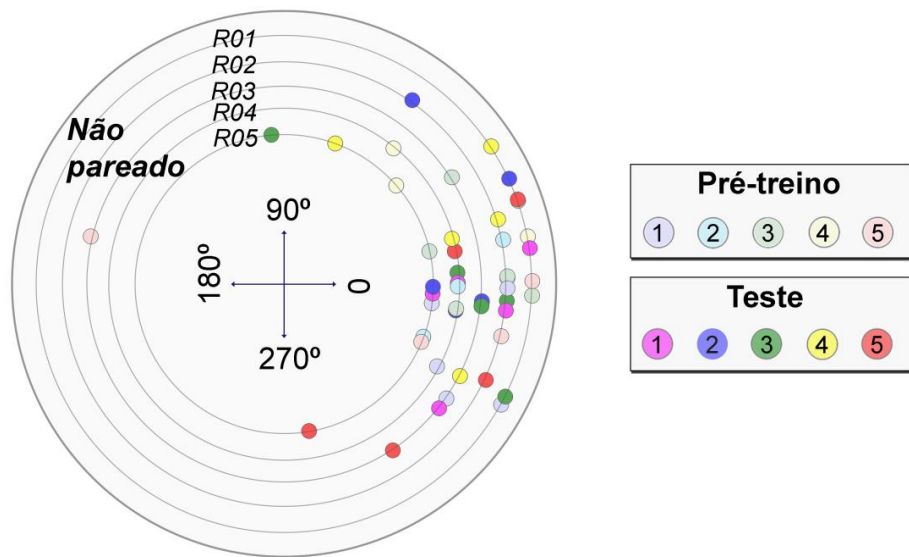 R01
R02
R03
R04
R05
Não
pareado
90º
180º
0
270º
Pré-treino
1 2 3 4 5
Teste
1 2 3 4 5